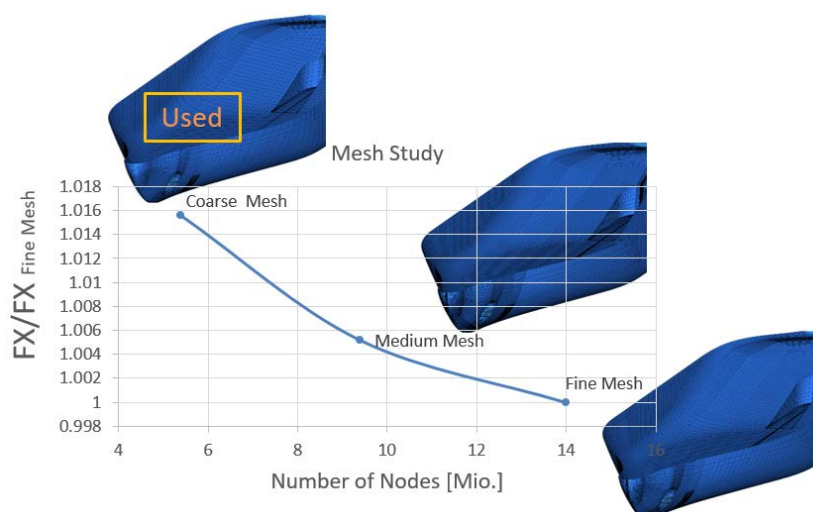 Used
Mesh Study
FX/FX Fine Mesh
1.018
1.016
1.014
1.012
1.01
1.008
1.006
1.004
1.002
1
0.998
Coarse Mesh
Medium Mesh
Fine Mesh
4 6 8 10 12 14 16
Number of Nodes [Mio.]